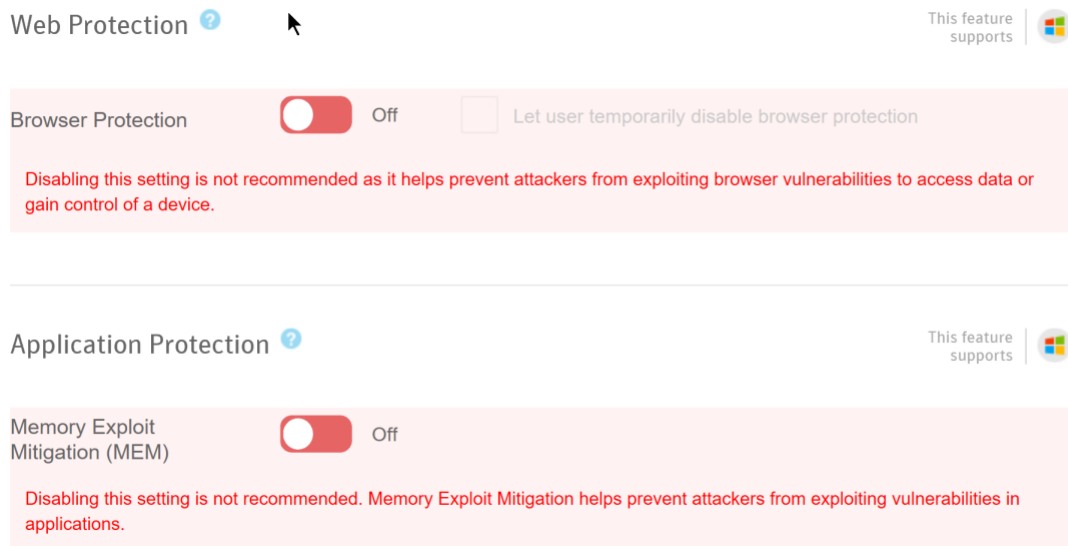 Web Protection ?
This feature
supports
Browser Protection
Off
Let user temporarily disable browser protection
Disabling this setting is not recommended as it helps prevent attackers from exploiting browser vulnerabilities to access data or
gain control of a device.
Application Protection ?
This feature
supports
Memory Exploit
Mitigation (MEM)
Off
Disabling this setting is not recommended. Memory Exploit Mitigation helps prevent attackers from exploiting vulnerabilities in
applications.